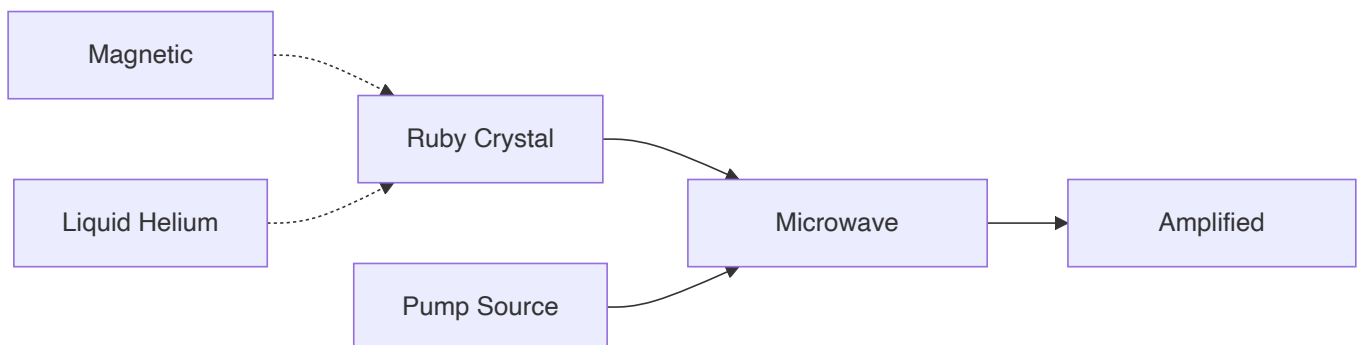 Magnetic
Ruby Crystal
Liquid Helium
Microwave
Amplified
Pump Source